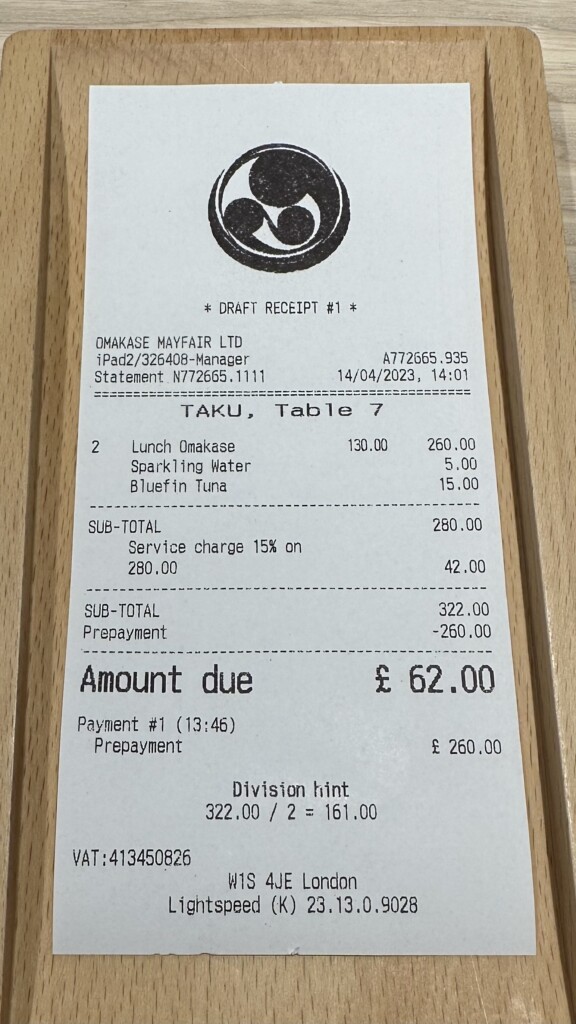 * DRAFT RECEIPT #1 *
OMAKASE MAYFAIR LTD
iPad2/326408-Manager A772665.935
Statement N772665.1111 14/04/2023, 14:01
TAKU, Table 7
2 Lunch Omakase 130.00 260.00
Sparkling Water 5.00
Bluefin Tuna 15.00
SUB-TOTAL 280.00
Service charge 15% on
280.00 42.00
SUB-TOTAL 322.00
Prepayment -260.00
Amount due £ 62.00
Payment #1 (13:46)
Prepayment £ 260.00
Division hint
322.00 / 2 = 161.00
VAT:413450826
W1S 4JE London
Lightspeed (K) 23.13.0.9028